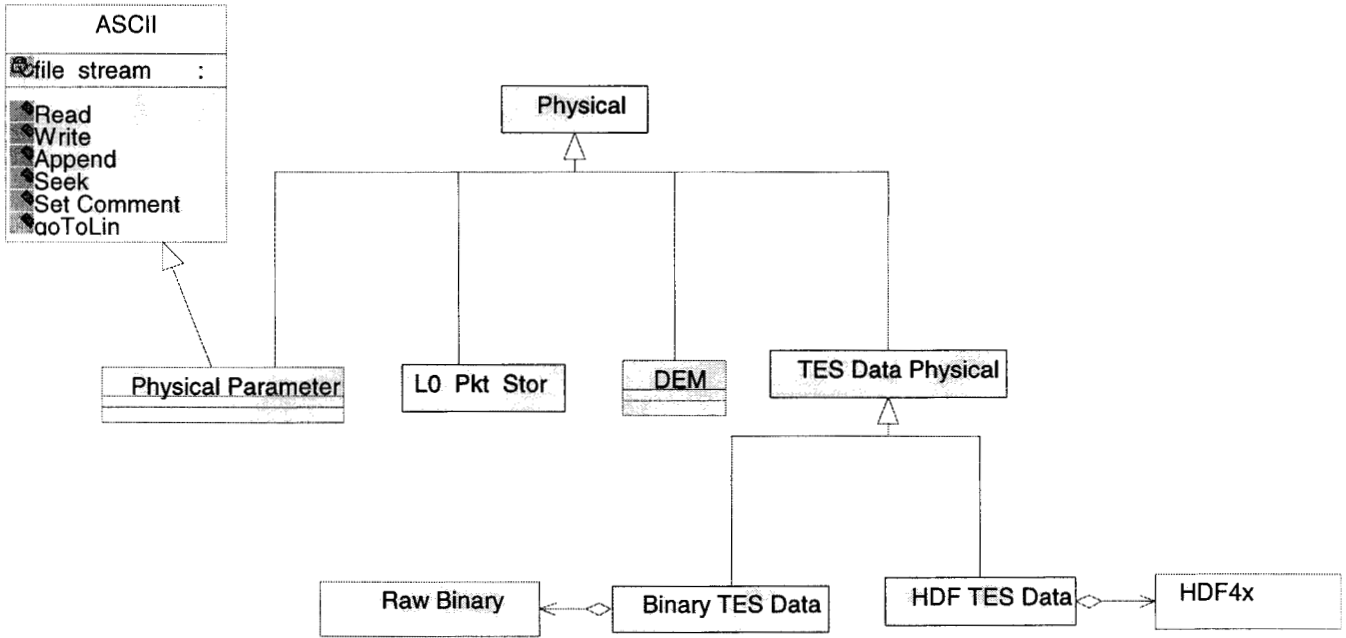 ASCII
file stream :
Read
Write
Append
Seek
Set Comment
goToLin
Physical
Physical Parameter
L0 Pkt Stor
DEM
TES Data Physical
Raw Binary
Binary TES Data
HDF TES Data
HDF4x